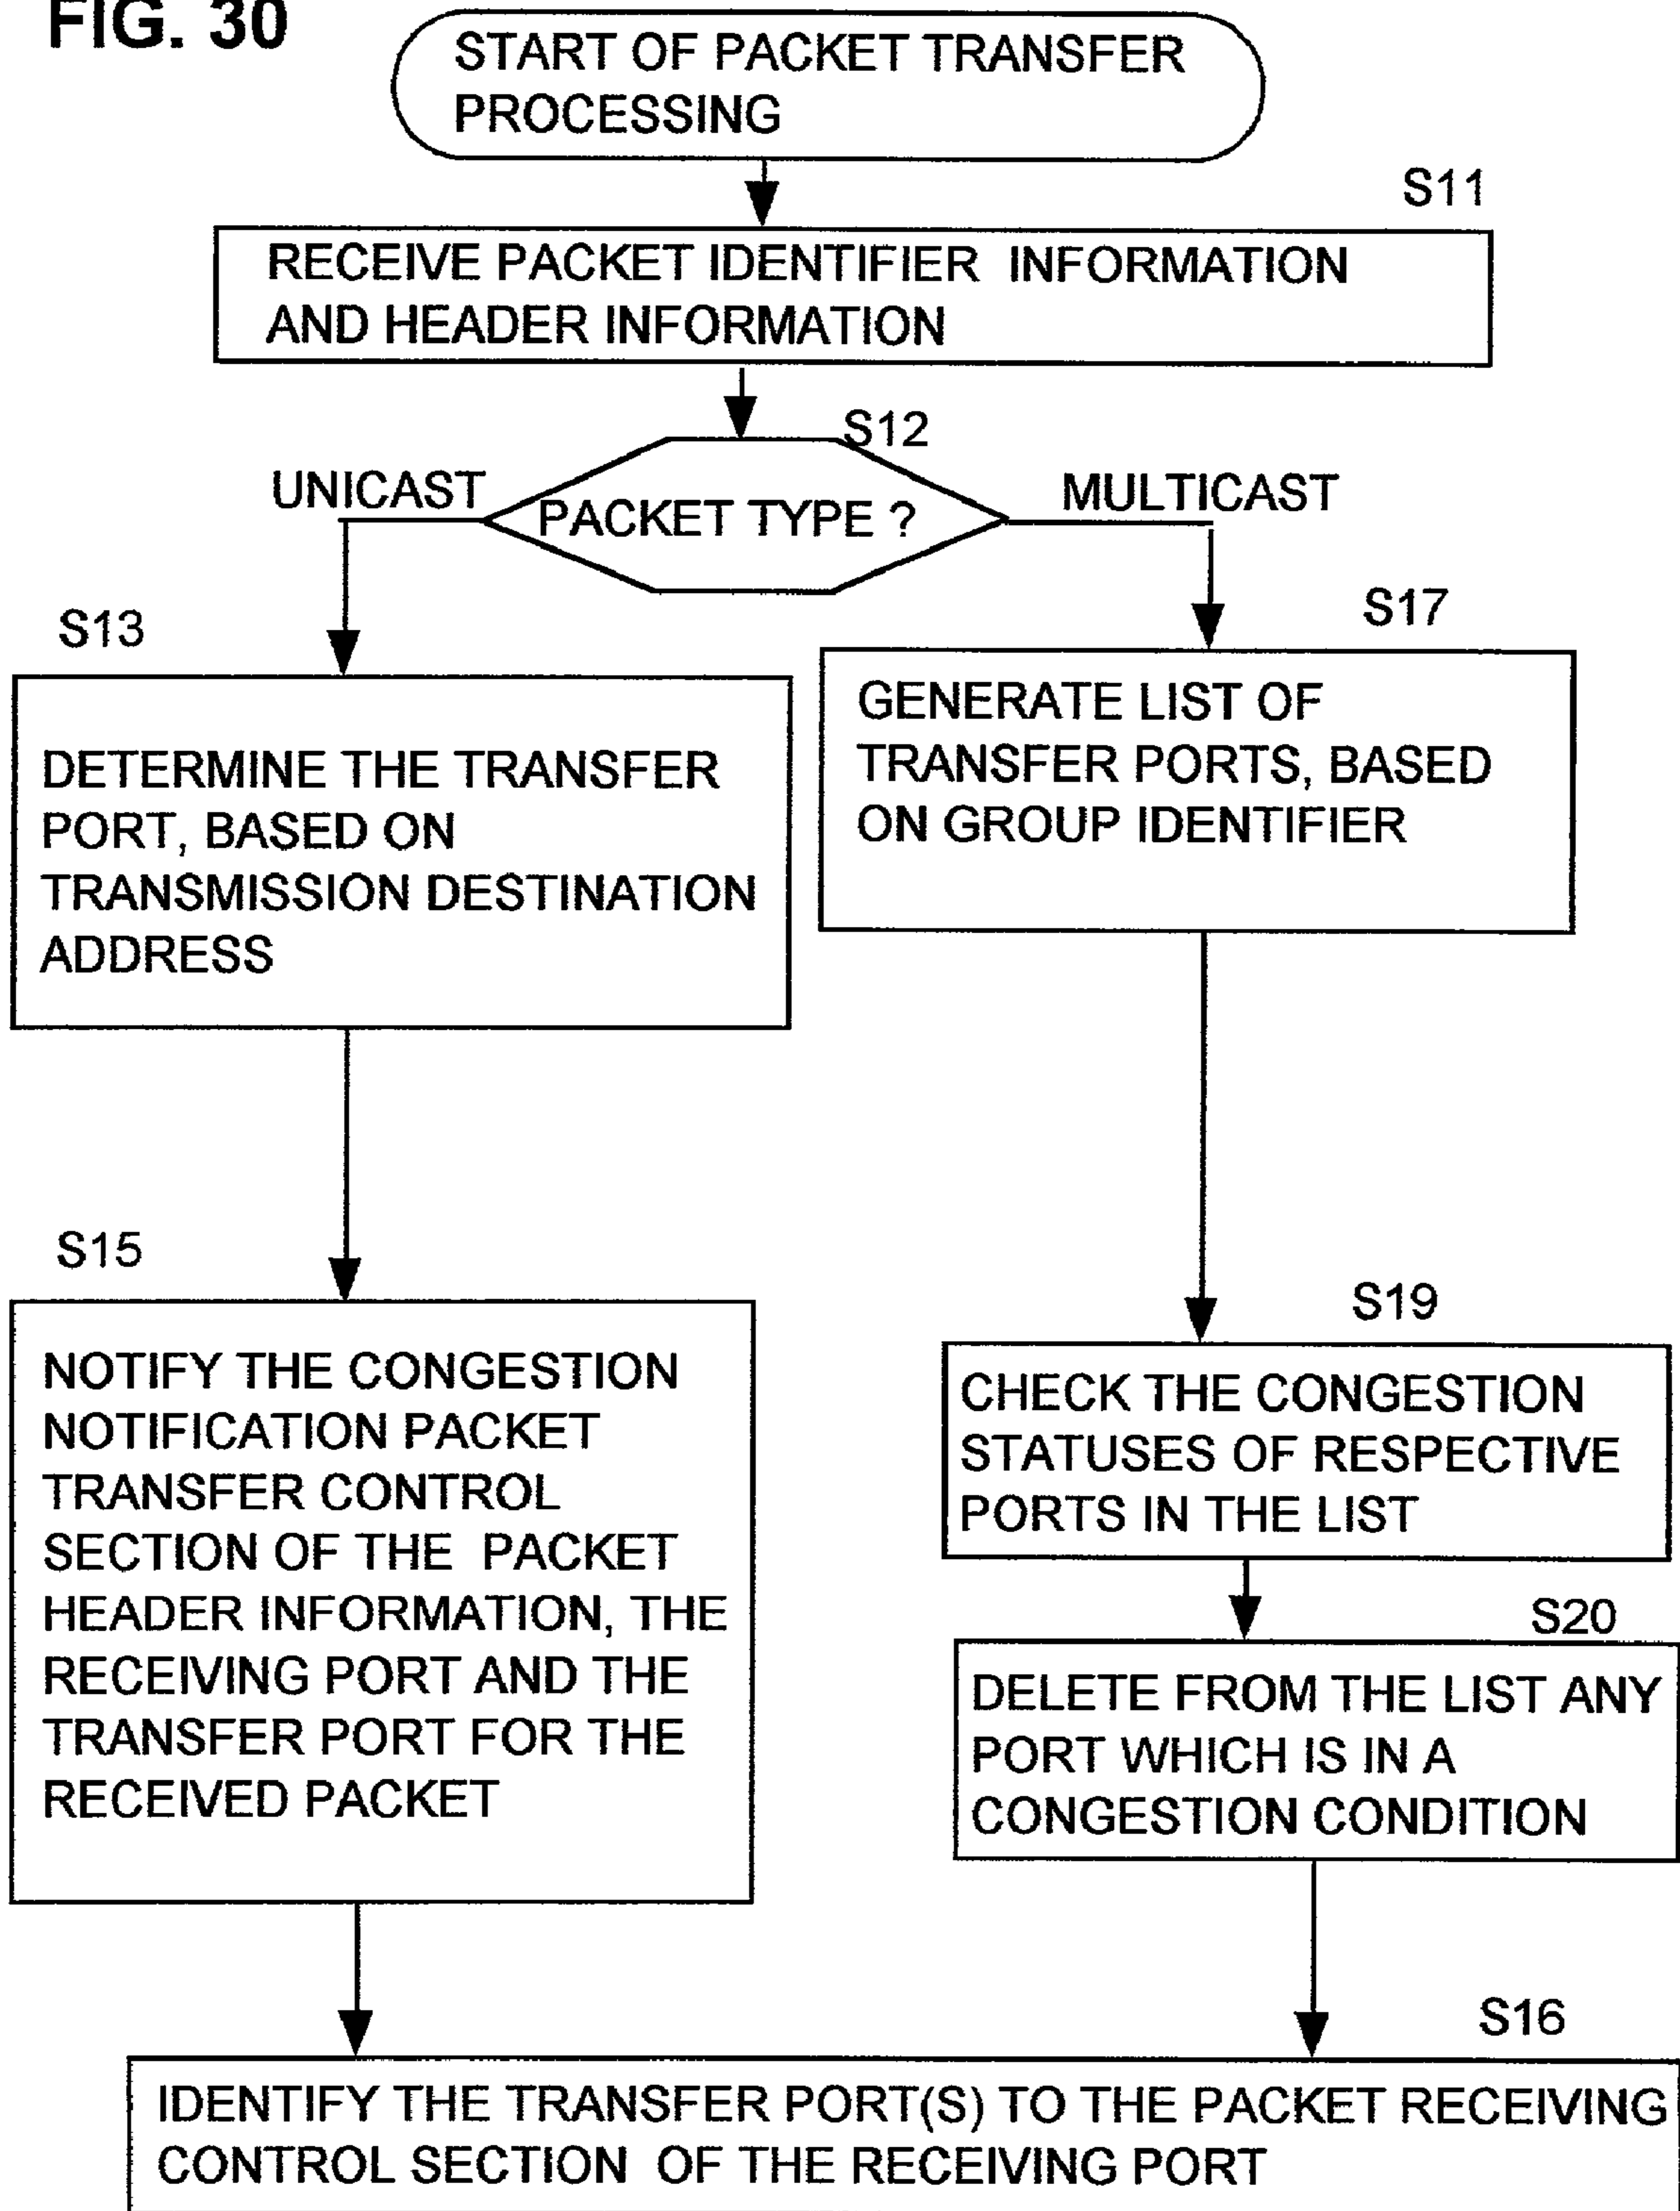 FIG. 30
START OF PACKET TRANSFER
PROCESSING
S11
RECEIVE PACKET IDENTIFIER INFORMATION
AND HEADER INFORMATION
S12
UNICAST
PACKET TYPE ?
MULTICAST
S13
DETERMINE THE TRANSFER
PORT, BASED ON
TRANSMISSION DESTINATION
ADDRESS
S17
GENERATE LIST OF
TRANSFER PORTS, BASED
ON GROUP IDENTIFIER
S15
NOTIFY THE CONGESTION
NOTIFICATION PACKET
TRANSFER CONTROL
SECTION OF THE PACKET
HEADER INFORMATION, THE
RECEIVING PORT AND THE
TRANSFER PORT FOR THE
RECEIVED PACKET
S19
CHECK THE CONGESTION
STATUSES OF RESPECTIVE
PORTS IN THE LIST
S20
DELETE FROM THE LIST ANY
PORT WHICH IS IN A
CONGESTION CONDITION
S16
IDENTIFY THE TRANSFER PORT(S) TO THE PACKET RECEIVING
CONTROL SECTION OF THE RECEIVING PORT